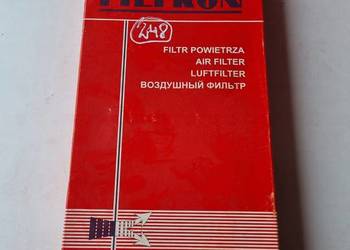 FILTRON
248
FILTR POWIETRZA
AIR FILTER
LUFTFILTER
ВОЗДУШНЫЙ ФИЛЬТР